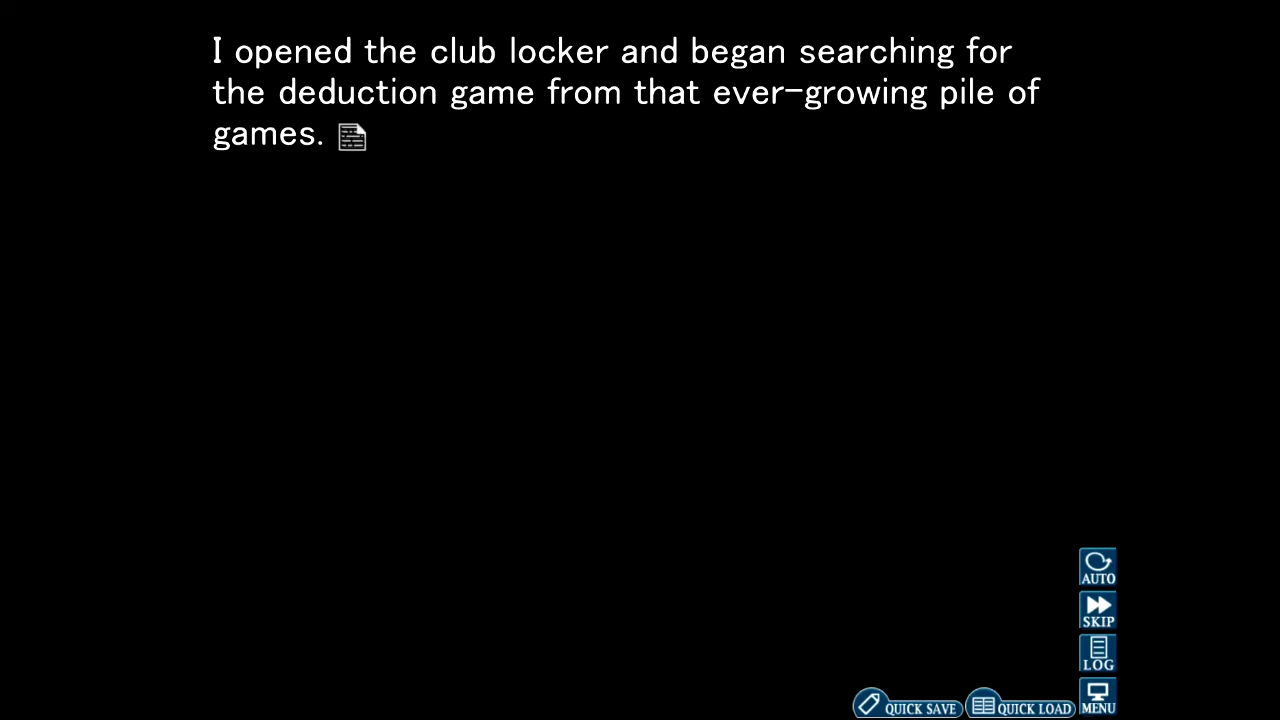 I opened the club locker and began searching for
the deduction game from that ever-growing pile of
games.
AUTO
SKIP
LOG
MENU
QUICK SAVE
QUICK LOAD